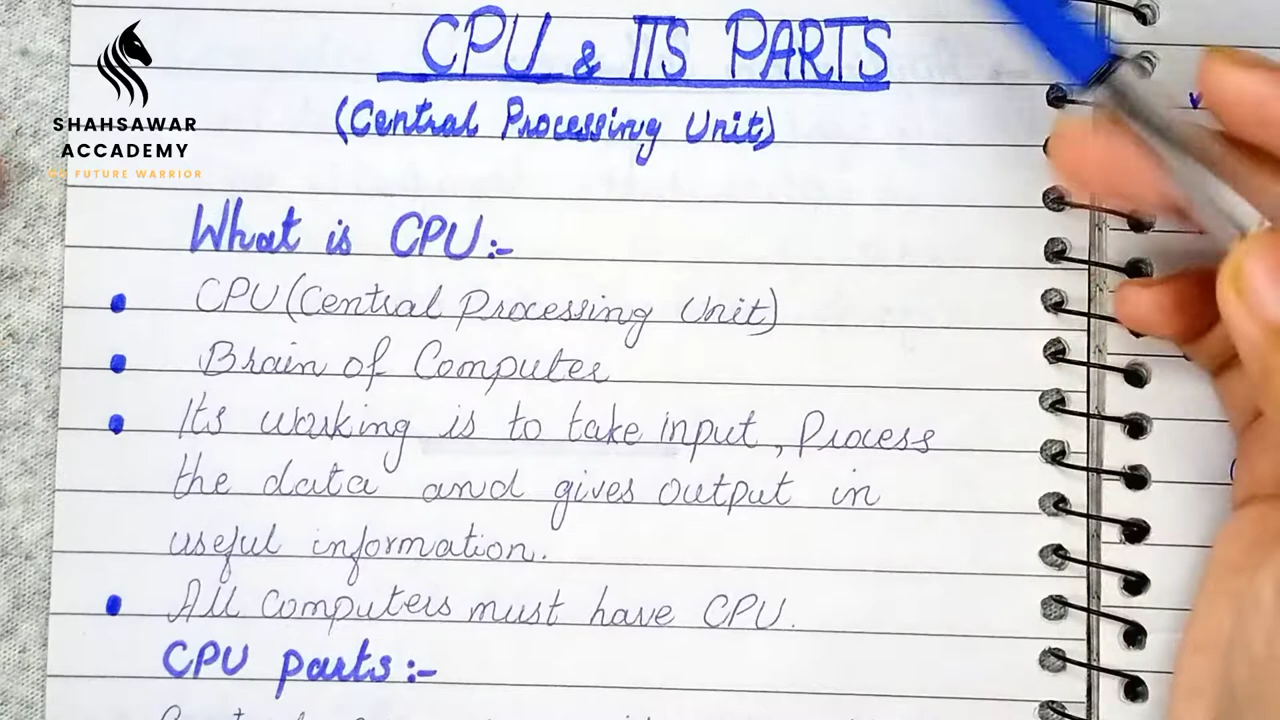 SHAHSAWAR
ACCADEMY
FUTURE WARRIOR
CPU & ITS PARTS
(Central Processing Unit)
What is CPU:-
CPU (Central Processing Unit)
Brain of Computer
Its working is to take input, Process
the data and gives output in
useful information.
All Computers must have CPU.
CPU parts:-